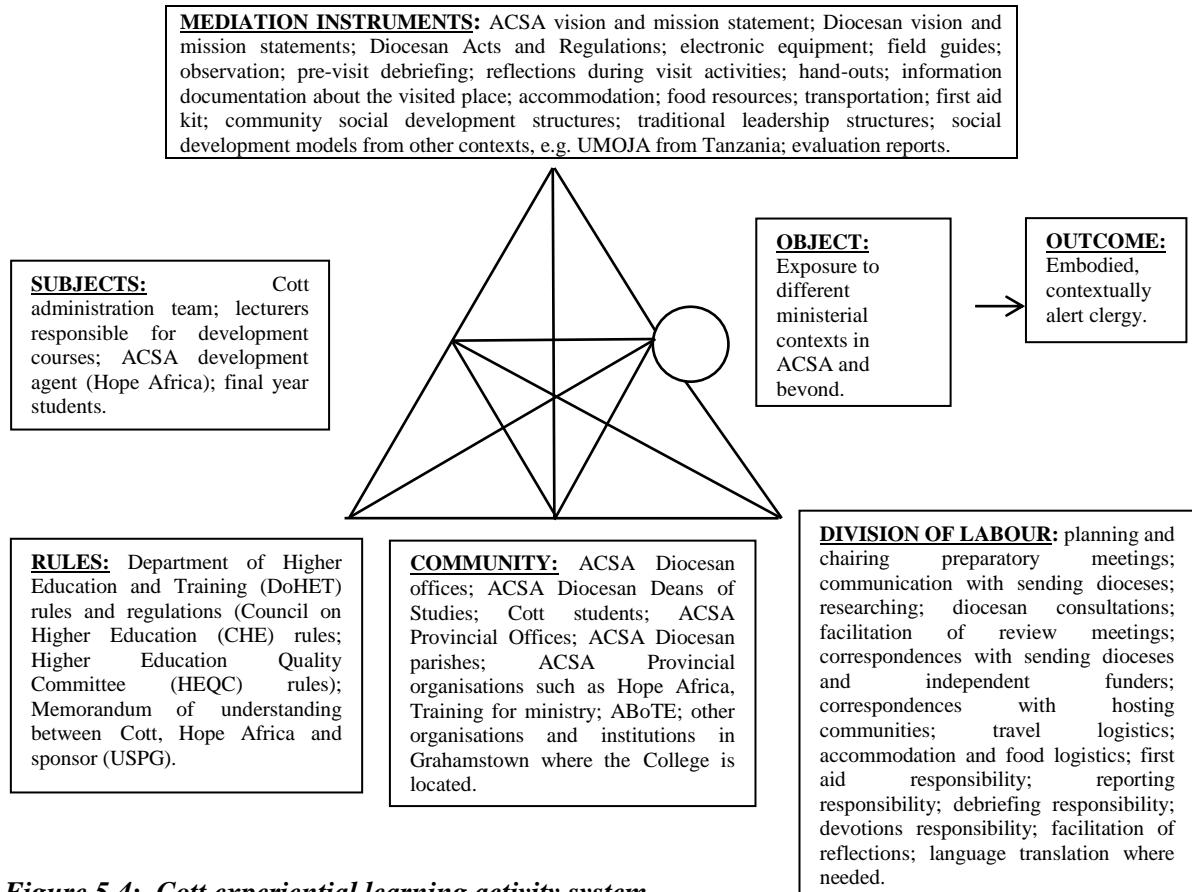 MEDIATION INSTRUMENTS: ACSA vision and mission statement; Diocesan vision and
mission statements; Diocesan Acts and Regulations; electronic equipment; field guides;
observation; pre-visit debriefing; reflections during visit activities; hand-outs; information
documentation about the visited place; accommodation; food resources; transportation; first aid
kit; community social development structures; traditional leadership structures; social
development models from other contexts, e.g. UMOJA from Tanzania; evaluation reports.
SUBJECTS: Cott
administration team; lecturers
responsible for development
courses; ACSA development
agent (Hope Africa); final year
students.
OBJECT:
Exposure to
different
ministerial
contexts in
ACSA and
beyond.
OUTCOME:
Embodied,
contextually
alert clergy.
RULES: Department of Higher
Education and Training (DoHET)
rules and regulations (Council on
Higher Education (CHE) rules;
Higher Education Quality
Committee (HEQC) rules);
Memorandum of understanding
between Cott, Hope Africa and
sponsor (USPG).
COMMUNITY: ACSA Diocesan
offices; ACSA Diocesan Deans of
Studies; Cott students; ACSA
Provincial Offices; ACSA Diocesan
parishes; ACSA Provincial
organisations such as Hope Africa,
Training for ministry; ABoTE; other
organisations and institutions in
Grahamstown where the College is
located.
DIVISION OF LABOUR: planning and
chairing preparatory meetings;
communication with sending dioceses;
researching; diocesan consultations;
facilitation of review meetings;
correspondences with sending dioceses
and independent funders;
correspondences with hosting
communities; travel logistics;
accommodation and food logistics; first
aid responsibility; reporting
responsibility; debriefing responsibility;
devotions responsibility; facilitation of
reflections; language translation where
needed.
Figure 5.4: Cott experiential learning activity system